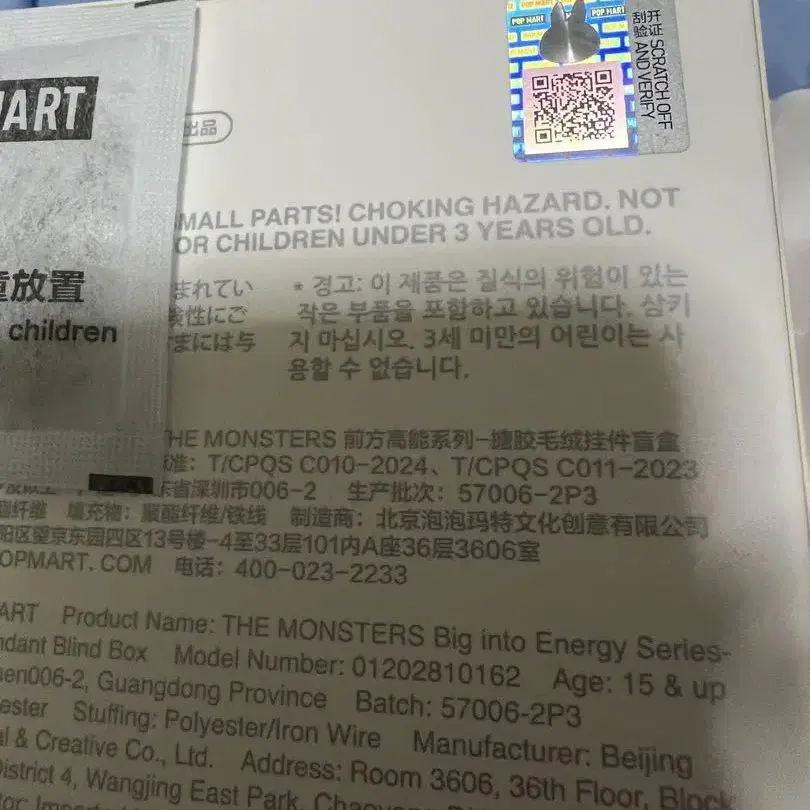 POP MART
POP MART
开证 SCRATCH OFF
刮验 AND VERIFY
MART
出品
SMALL PARTS! CHOKING HAZARD. NOT
FOR CHILDREN UNDER 3 YEARS OLD.
童放置
children
まれてい
険性にご
まには与
* 경고: 이 제품은 질식의 위험이 있는
작은 부품을 포함하고 있습니다. 삼키
지 마십시오. 3세 미만의 어린이는 사
용할 수 없습니다.
THE MONSTERS 前方高能系列-搪胶毛绒挂件盲盒
准: T/CPQS C010-2024、T/CPQS C011-2023
东省深圳市006-2 生产批次: 57006-2P3
酯纤维 填充物: 聚酯纤维/铁线 制造商: 北京泡泡玛特文化创意有限公司
阳区望京东园四区13号楼-4至33层101内A座36层3606室
OPMART. COM 电话: 400-023-2233
MART Product Name: THE MONSTERS Big into Energy Series-
ndant Blind Box Model Number: 01202810162 Age: 15 & up
en006-2, Guangdong Province Batch: 57006-2P3
ester Stuffing: Polyester/Iron Wire Manufacturer: Beijing
al & Creative Co., Ltd. Address: Room 3606, 36th Floor, Block
District 4, Wangjing East Park, Chaoyang